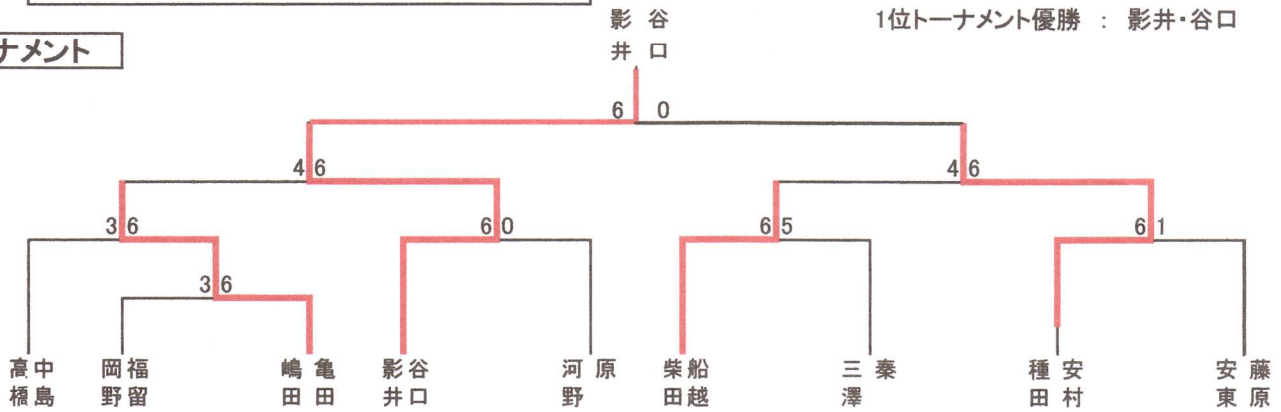 影 谷
井 口
1位トーナメント優勝 ： 影井・谷口
ナメント
6 0
4 6
4 6
3 6
6 0
6 5
6 1
3 6
高 中
橋 島
岡 福
野 留
嶋 亀
田 田
影 谷
井 口
河 原
野
柴 船
田 越
三 秦
澤
種 安
田 村
安 藤
東 原